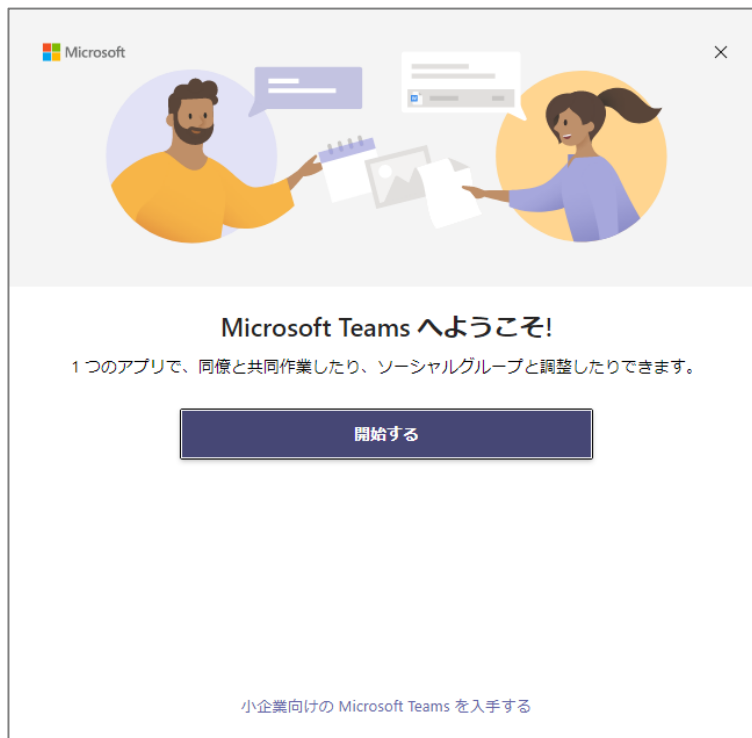 Microsoft
Microsoft Teams へようこそ!
1 つのアプリで、同僚と共同作業したり、ソーシャルグループと調整したりできます。
開始する
小企業向けの Microsoft Teams を入手する